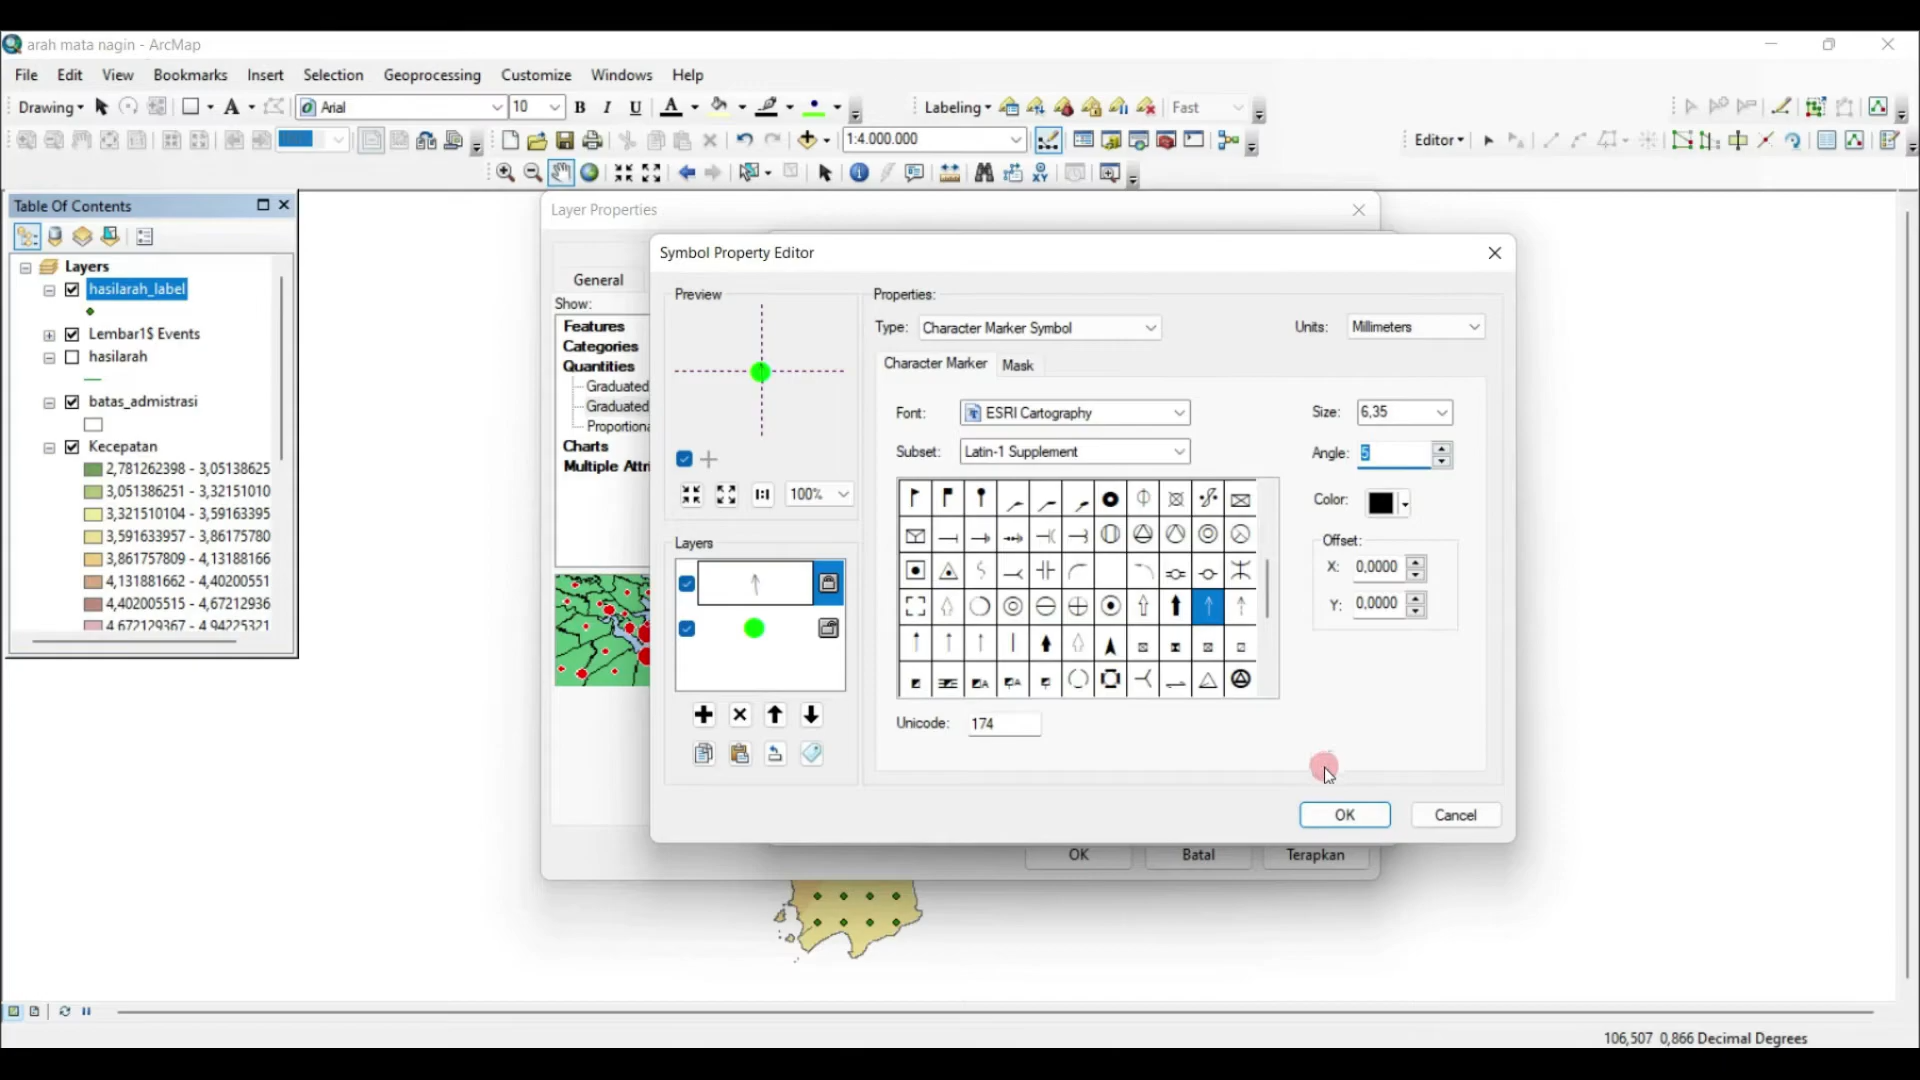 arah mata nagin - ArcMap
File Edit View Bookmarks Insert Selection Geoprocessing Customize Windows Help
Drawing Arial 10 B I U A Labeling Fast
1:4.000.000 Editor
Table Of Contents
Layers
hasilarah_label
Lembar1$ Events
hasilarah
batas_admistrasi
Kecepatan
2,781262398 - 3,05138625
3,051386251 - 3,32151010
3,321510104 - 3,59163395
3,591633957 - 3,86175780
3,861757809 - 4,13188166
4,131881662 - 4,40200551
4,402005515 - 4,67212936
4,672129367 - 4,94225321
Layer Properties
General
Show:
Features
Categories
Quantities
Graduated
Graduated
Proportiona
Charts
Multiple Attri
OK Batal Terapkan
Symbol Property Editor
Preview
100%
Layers
Properties:
Type: Character Marker Symbol
Units: Millimeters
Character Marker Mask
Font: ESRI Cartography
Size: 6,35
Subset: Latin-1 Supplement
Angle: 5
Color:
Offset:
X: 0,0000
Y: 0,0000
Unicode: 174
OK Cancel
106,507 0,866 Decimal Degrees